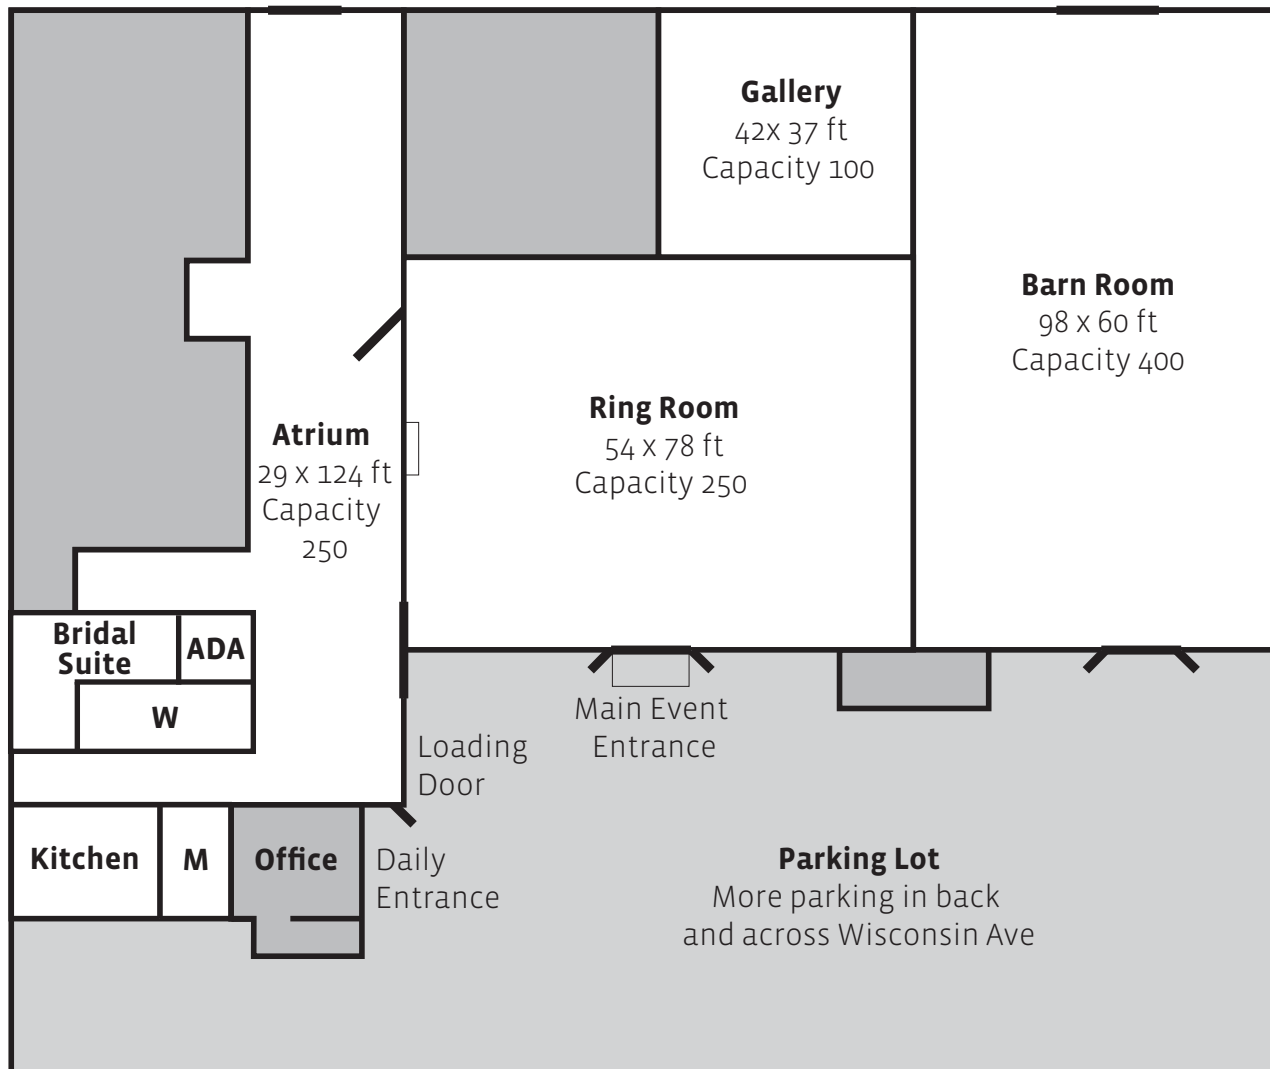 Gallery
42x 37 ft
Capacity 100
Barn Room
98 x 60 ft
Capacity 400
Ring Room
54 x 78 ft
Capacity 250
Atrium
29 x 124 ft
Capacity
250
Bridal
Suite
ADA
W
Main Event
Entrance
Loading
Door
Kitchen
M
Office
Daily
Entrance
Parking Lot
More parking in back
and across Wisconsin Ave